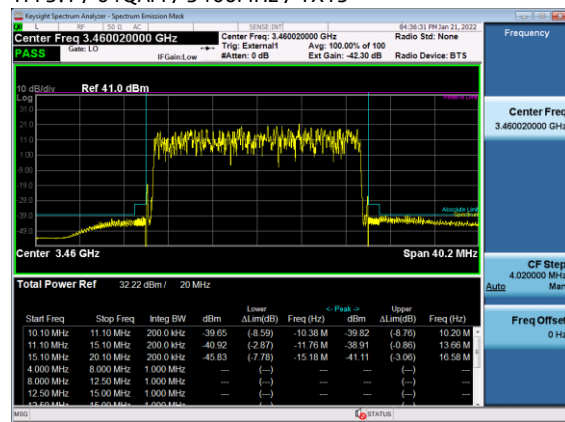 Keysight Spectrum Analyzer - Spectrum Emission Mask
L RF 50 Ω AC SENSE:INT 04:36:31 PM Jan 21, 2022
Center Freq 3.460020000 GHz Center Freq: 3.460020000 GHz Radio Std: None Frequency
Gate: LO Trig: External1 Avg: 100.00% of 100
PASS IFGain:Low #Atten: 0 dB Ext Gain: -42.30 dB Radio Device: BTS
10 dB/div Ref 41.0 dBm
Log
31.0
21.0
11.0
1.00
-9.00
-19.0
-29.0
-39.0
-49.0
Absolute Limit
Spectrum
Center 3.46 GHz Span 40.2 MHz
Center Freq
3.460020000 GHz
CF Step
4.020000 MHz
Auto Man
Freq Offset
0 Hz
Total Power Ref 32.22 dBm / 20 MHz
Lower <- Peak -> Upper
Start Freq Stop Freq Integ BW dBm ΔLim(dB) Freq (Hz) dBm ΔLim(dB) Freq (Hz)
10.10 MHz 11.10 MHz 200.0 kHz -39.65 (-8.59) -10.38 M -39.82 (-8.76) 10.20 M
11.10 MHz 15.10 MHz 200.0 kHz -40.92 (-2.87) -11.76 M -38.91 (-0.86) 13.66 M
15.10 MHz 20.10 MHz 200.0 kHz -45.83 (-7.78) -15.18 M -41.11 (-3.06) 16.58 M
4.000 MHz 8.000 MHz 1.000 MHz --- (---) --- --- (---) ---
8.000 MHz 12.50 MHz 1.000 MHz --- (---) --- --- (---) ---
12.50 MHz 15.00 MHz 1.000 MHz --- (---) --- --- (---) ---
MSG STATUS